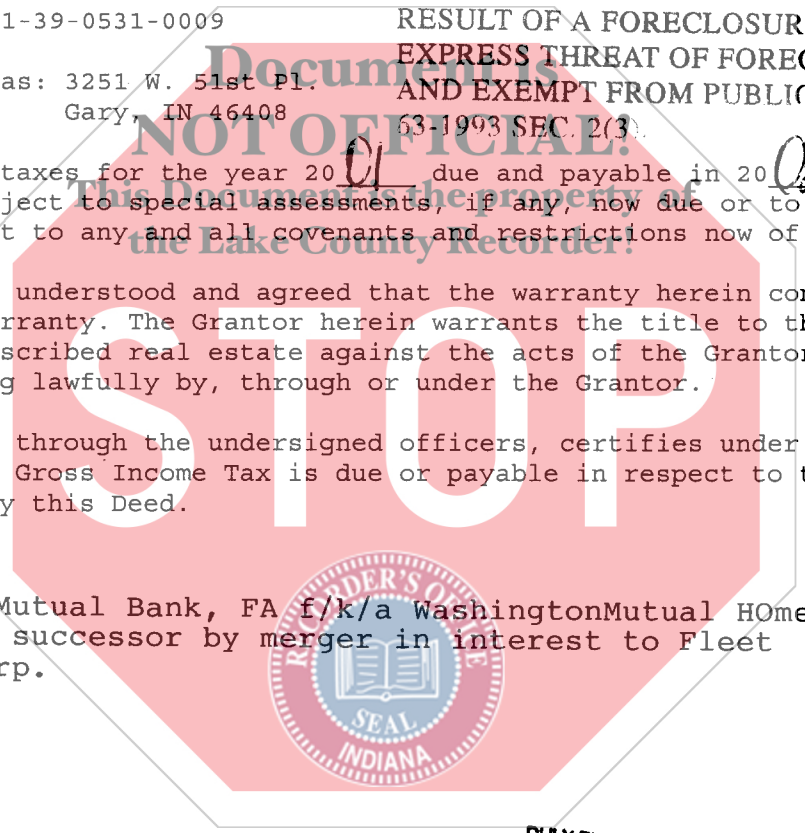 1-39-0531-0009
RESULT OF A FORECLOSUR
EXPRESS THREAT OF FOREC
as: 3251 W. 51st Pl.
AND EXEMPT FROM PUBLIC
Gary, IN 46408
63-1993 SEC. 2(3).
Document is
NOT OFFICIAL!
This Document is the property of
the Lake County Recorder!
taxes for the year 2001 due and payable in 20
ject to special assessments, if any, now due or to
t to any and all covenants and restrictions now of
understood and agreed that the warranty herein con
rranty. The Grantor herein warrants the title to th
scribed real estate against the acts of the Grantor
g lawfully by, through or under the Grantor.
through the undersigned officers, certifies under
Gross Income Tax is due or payable in respect to t
y this Deed.
STOP
Mutual Bank, FA f/k/a WashingtonMutual HOme
successor by merger in interest to Fleet
rp.
RECORDER'S OFFICE
SEAL
INDIANA